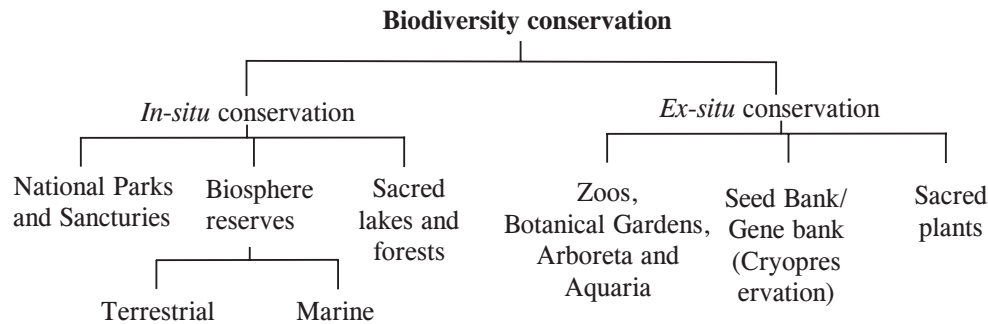 Biodiversity conservation
In-situ conservation
Ex-situ conservation
National Parks
and Sancturies
Biosphere
reserves
Sacred
lakes and
forests
Zoos,
Botanical Gardens,
Arboreta and
Aquaria
Seed Bank/
Gene bank
(Cryopres
ervation)
Sacred
plants
Terrestrial
Marine